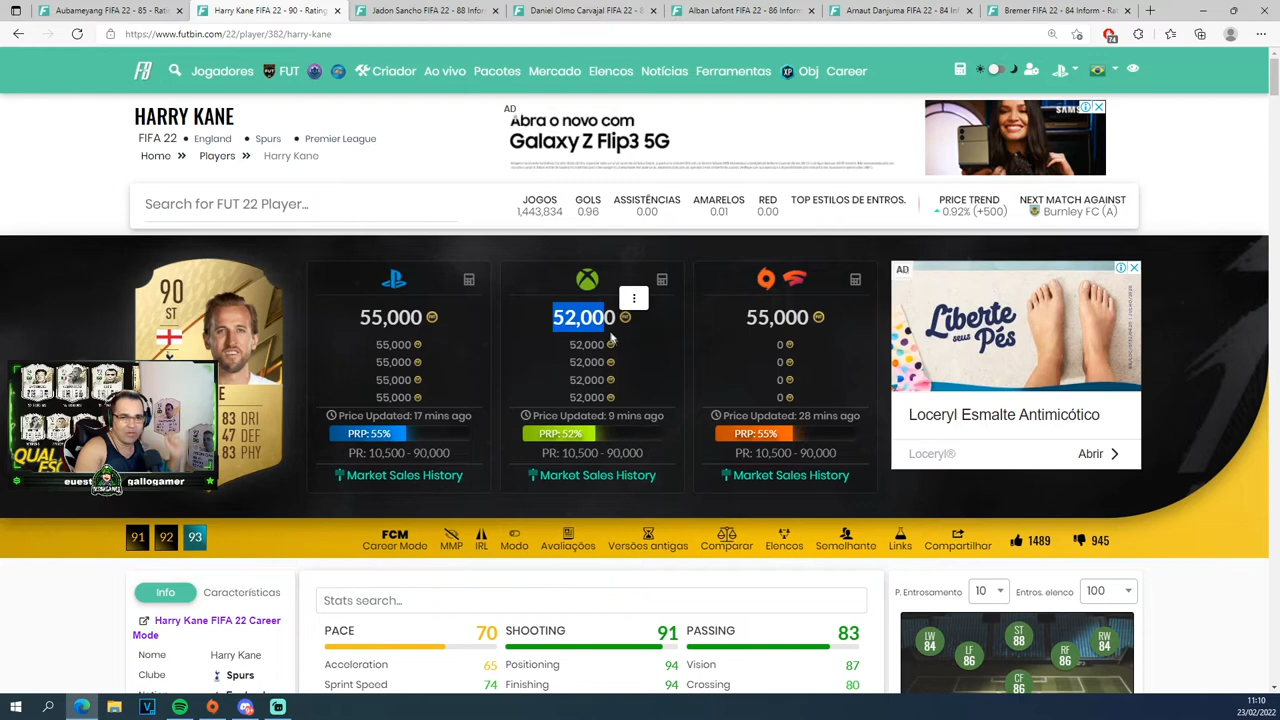 Aubameyang FIFA 22 - 85 - Ratin
Harry Kane FIFA 22 - 90 - Rating
Jadon Sancho FIFA 22 - 88 Infor
Daniel Olmo Carvajal FIFA 22 - 8
Alban Lafont FIFA 22 - 86 Inform
Arnaut Danjuma FIFA 22 - 84 Inf
Bremer FIFA 22 - 84 Inform - Ra
https://www.futbin.com/22/player/382/harry-kane
74
Jogadores FUT Criador Ao vivo Pacotes Mercado Elencos Notícias Ferramentas XP Obj Career
HARRY KANE
FIFA 22 • England • Spurs • Premier League
Home » Players » Harry Kane
AD
Abra o novo com
Galaxy Z Flip3 5G
Search for FUT 22 Player...
JOGOS GOLS ASSISTÊNCIAS AMARELOS RED TOP ESTILOS DE ENTROS. PRICE TREND NEXT MATCH AGAINST
1,443,834 0.96 0.00 0.01 0.00 0.92% (+500) Burnley FC (A)
90
ST
E
83 DRI
47 DEF
83 PHY
55,000
55,000
55,000
55,000
55,000
Price Updated: 17 mins ago
PRP: 55%
PR: 10,500 - 90,000
Market Sales History
52,000
52,000
52,000
52,000
52,000
Price Updated: 9 mins ago
PRP: 52%
PR: 10,500 - 90,000
Market Sales History
55,000
0
0
0
0
Price Updated: 28 mins ago
PRP: 55%
PR: 10,500 - 90,000
Market Sales History
AD
Liberte
seus Pés
Loceryl Esmalte Antimicótico
Loceryl®
Abrir
QUAL
ES
euest gallogamer
91 92 93
FCM
Career Mode MMP IRL Modo Avaliações Versões antigas Comparar Elencos Semelhante Links Compartilhar
1489 945
Info Características
Harry Kane FIFA 22 Career
Mode
Nome Harry Kane
Clube Spurs
Stats search...
PACE 70 SHOOTING 91 PASSING 83
Acceleration 65 Positioning 94 Vision 87
Sprint Speed 74 Finishing 94 Crossing 80
P. Entrosamento 10 Entros. elenco 100
ST
88
LW
84
RW
84
LF
86
RF
86
CF
86
11:10
23/02/2022